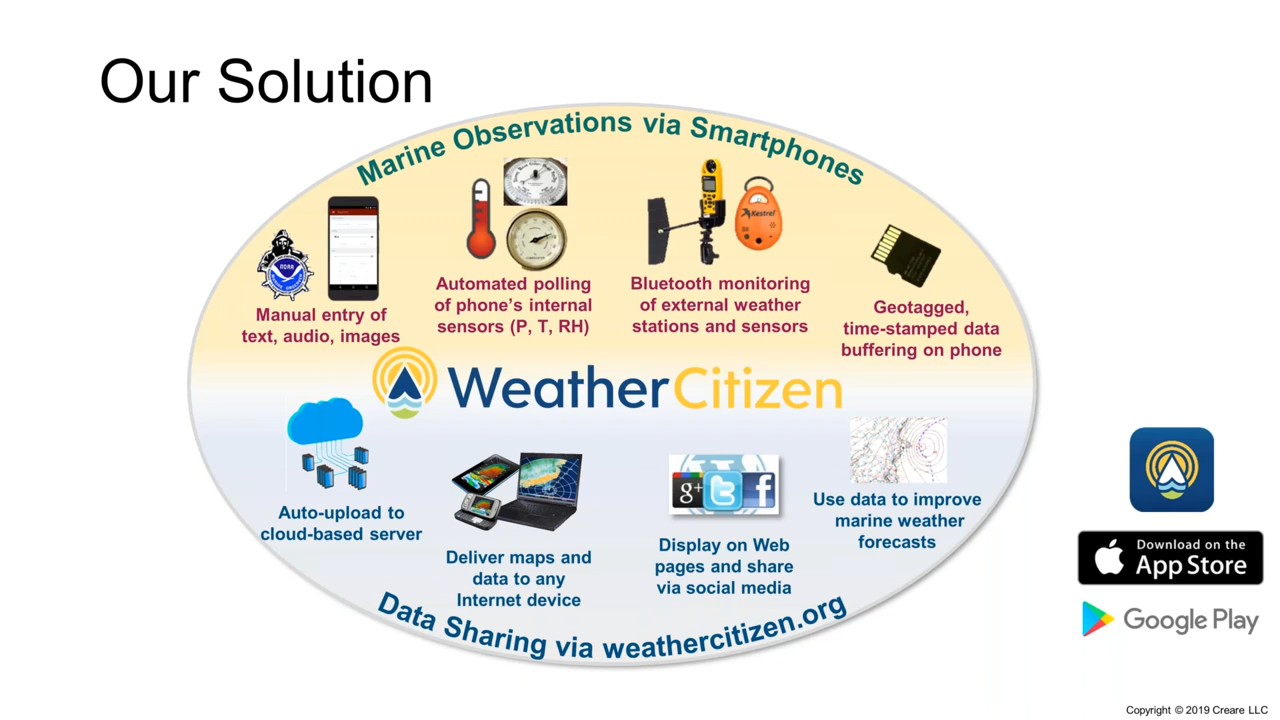 Our Solution
Marine Observations via Smartphones
NOAA
Kestrel
Manual entry of
text, audio, images
Automated polling
of phone's internal
sensors (P, T, RH)
Bluetooth monitoring
of external weather
stations and sensors
Geotagged,
time-stamped data
buffering on phone
WeatherCitizen
Auto-upload to
cloud-based server
Deliver maps and
data to any
Internet device
g+
Display on Web
pages and share
via social media
Use data to improve
marine weather
forecasts
Data Sharing via weathercitizen.org
Download on the
App Store
Google Play
Copyright © 2019 Creare LLC